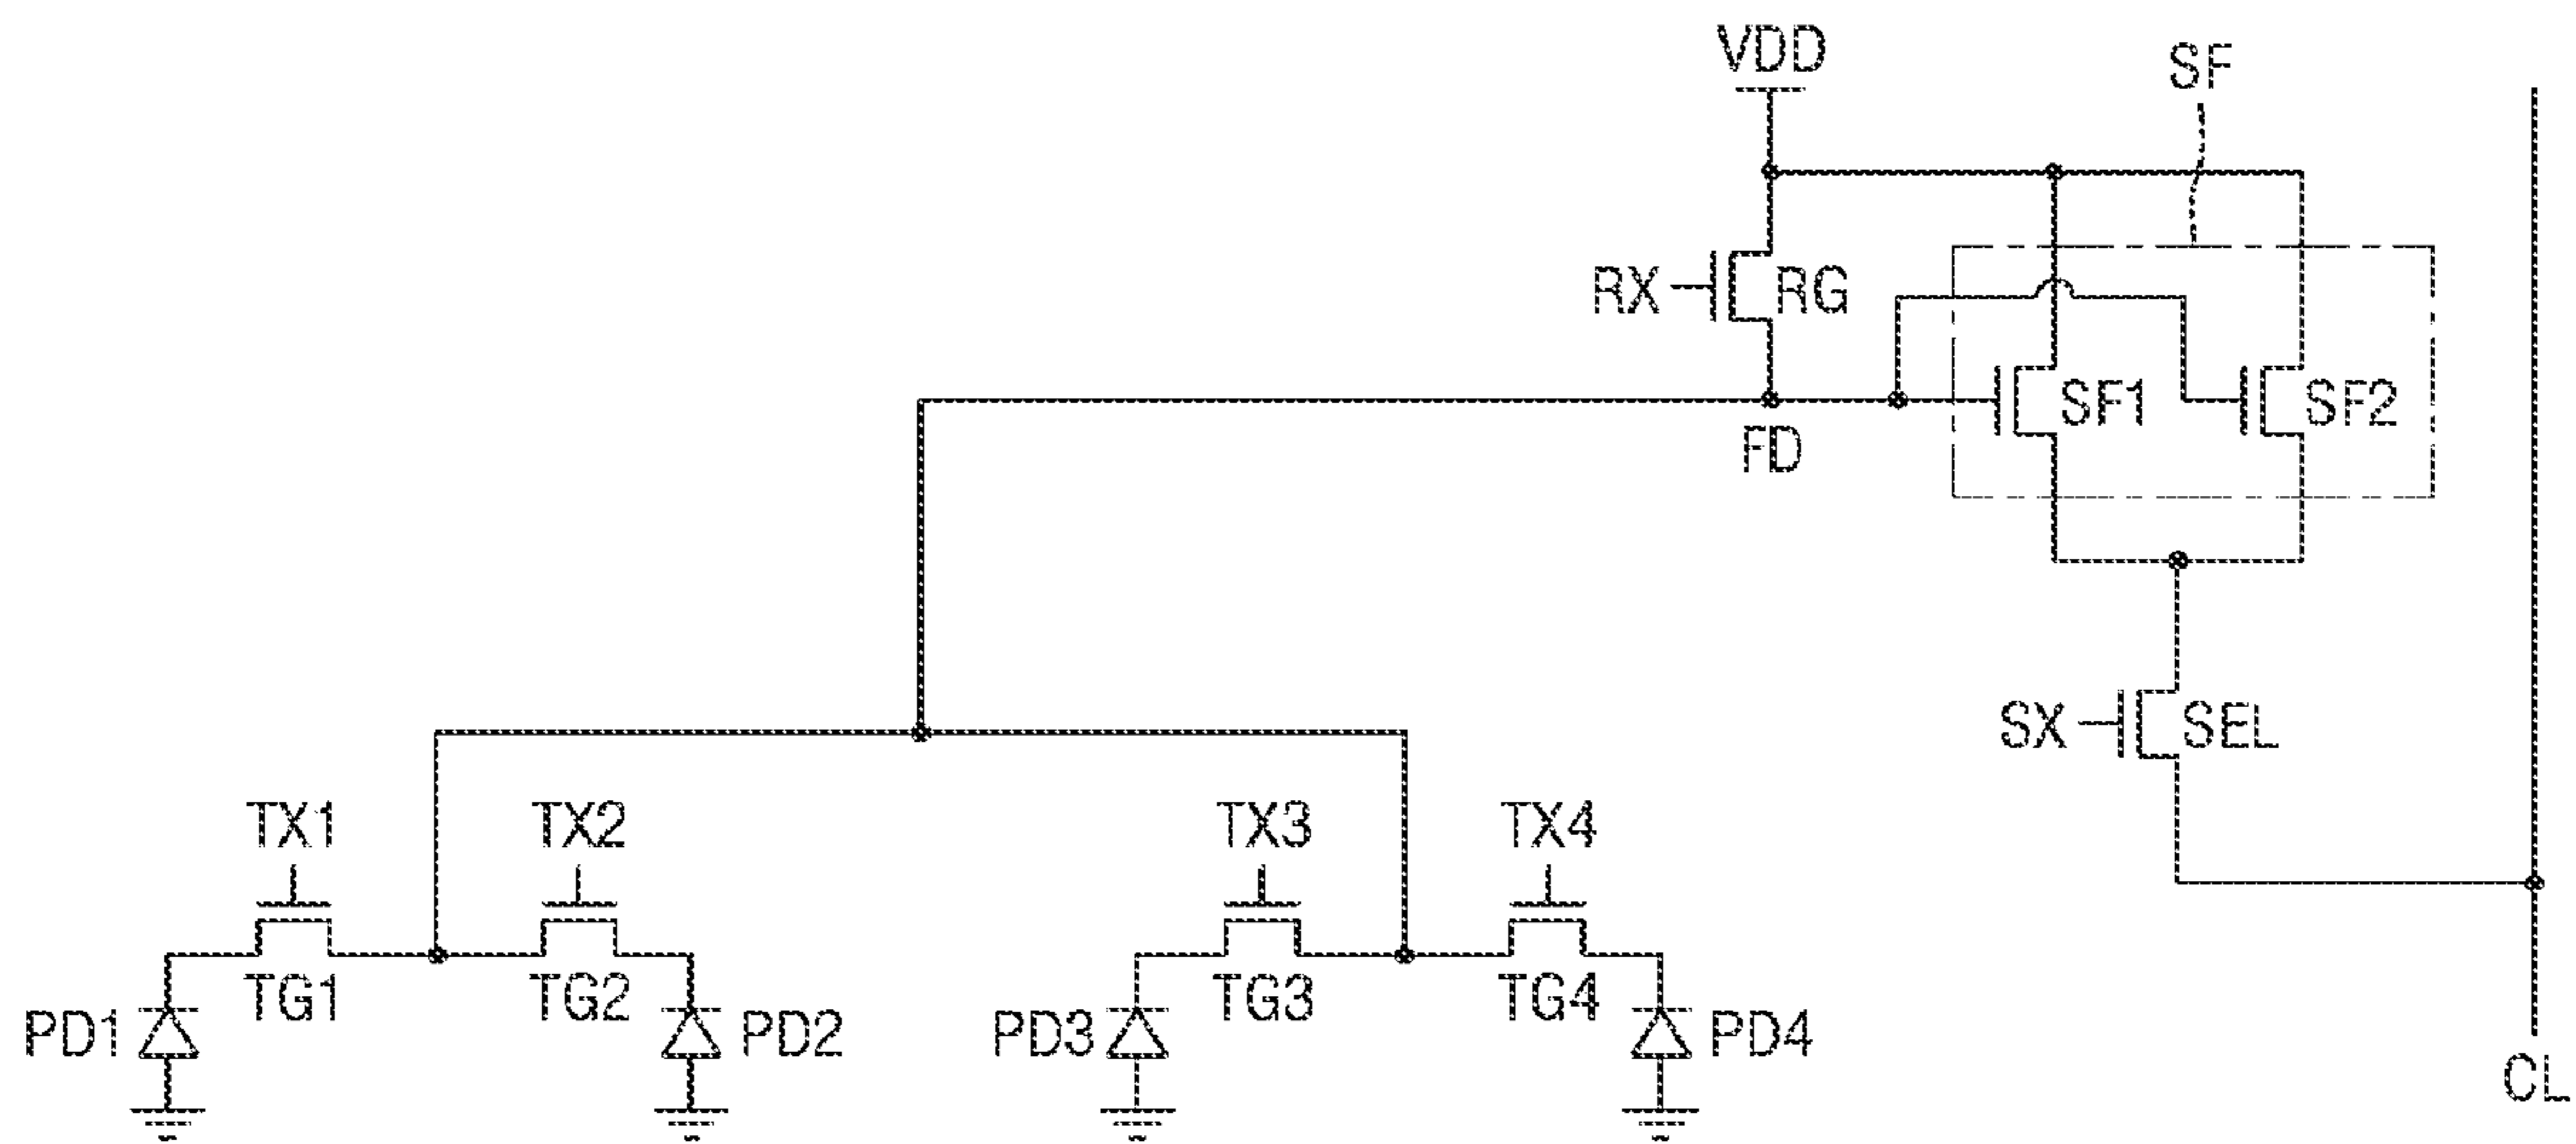 VDD
SF
RX
RG
SF1
SF2
FD
SX
SEL
TX1
TX2
TX3
TX4
TG1
TG2
TG3
TG4
PD1
PD2
PD3
PD4
CL